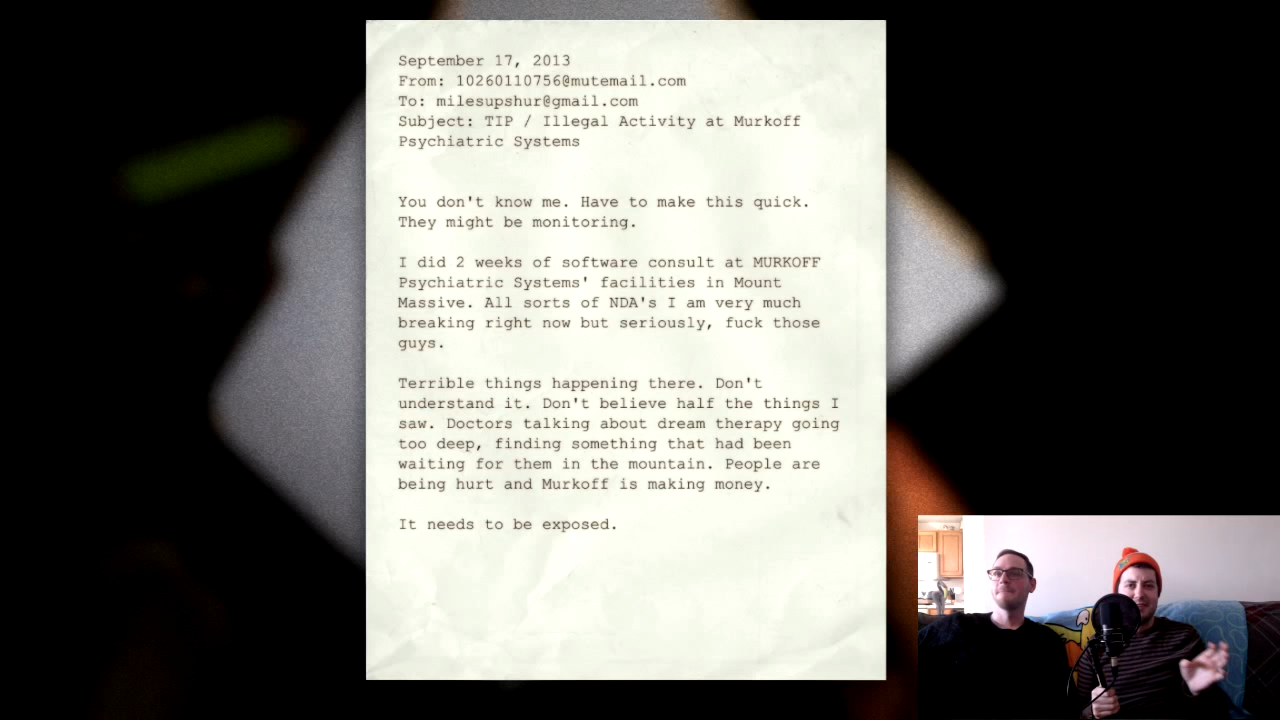 September 17, 2013
From: 10260110756@mutemail.com
To: milesupshur@gmail.com
Subject: TIP / Illegal Activity at Murkoff
Psychiatric Systems
You don't know me. Have to make this quick.
They might be monitoring.
I did 2 weeks of software consult at MURKOFF
Psychiatric Systems' facilities in Mount
Massive. All sorts of NDA's I am very much
breaking right now but seriously, fuck those
guys.
Terrible things happening there. Don't
understand it. Don't believe half the things I
saw. Doctors talking about dream therapy going
too deep, finding something that had been
waiting for them in the mountain. People are
being hurt and Murkoff is making money.
It needs to be exposed.